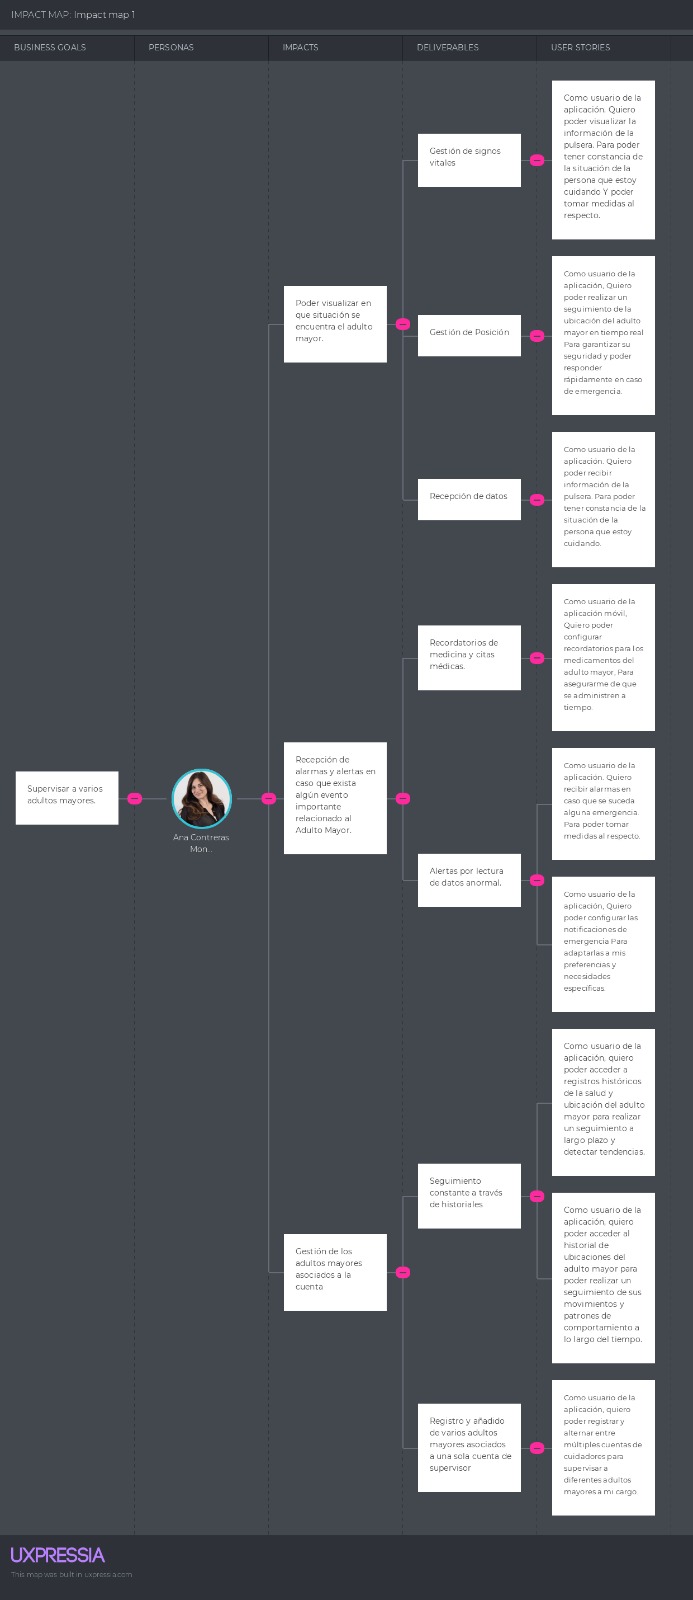 IMPACT MAP: Impact map 1
BUSINESS GOALS
PERSONAS
IMPACTS
DELIVERABLES
USER STORIES
Supervisar a varios
adultos mayores.
Ana Contreras
Mon...
Poder visualizar en
que situación se
encuentra el adulto
mayor.
Gestión de signos
vitales
Como usuario de la
aplicación. Quiero
poder visualizar la
información de la
pulsera. Para poder
tener constancia de
la situación de la
persona que estoy
cuidando Y poder
tomar medidas al
respecto.
Gestión de Posición
Como usuario de la
aplicación, Quiero
poder realizar un
seguimiento de la
ubicación del adulto
mayor en tiempo real
Para garantizar su
seguridad y poder
responder
rápidamente en caso
de emergencia.
Recepción de datos
Como usuario de la
aplicación. Quiero
poder recibir
información de la
pulsera. Para poder
tener constancia de la
situación de la
persona que estoy
cuidando.
Recepción de
alarmas y alertas en
caso que exista
algún evento
importante
relacionado al
Adulto Mayor.
Recordatorios de
medicina y citas
médicas.
Como usuario de la
aplicación móvil,
Quiero poder
configurar
recordatorios para los
medicamentos del
adulto mayor, Para
asegurarme de que
se administren a
tiempo.
Alertas por lectura
de datos anormal.
Como usuario de la
aplicación, Quiero
recibir alarmas en
caso que se suceda
alguna emergencia.
Para poder tomar
medidas al respecto.
Como usuario de la
aplicación, Quiero
poder configurar las
notificaciones de
emergencia Para
adaptarlas a mis
preferencias y
necesidades
específicas.
Gestión de los
adultos mayores
asociados a la
cuenta
Seguimiento
constante a través
de historiales
Como usuario de la
aplicación, quiero
poder acceder a
registros históricos
de la salud y
ubicación del adulto
mayor para realizar
un seguimiento a
largo plazo y
detectar tendencias.
Como usuario de la
aplicación, quiero
poder acceder al
historial de
ubicaciones del
adulto mayor para
poder realizar un
seguimiento de sus
movimientos y
patrones de
comportamiento a
lo largo del tiempo.
Registro y añadido
de varios adultos
mayores asociados
a una sola cuenta de
supervisor
Como usuario de la
aplicación, quiero
poder registrar y
alternar entre
múltiples cuentas de
cuidadores para
supervisar a
diferentes adultos
mayores a mi cargo.
UXPRESSIA
This map was built in uxpressia.com